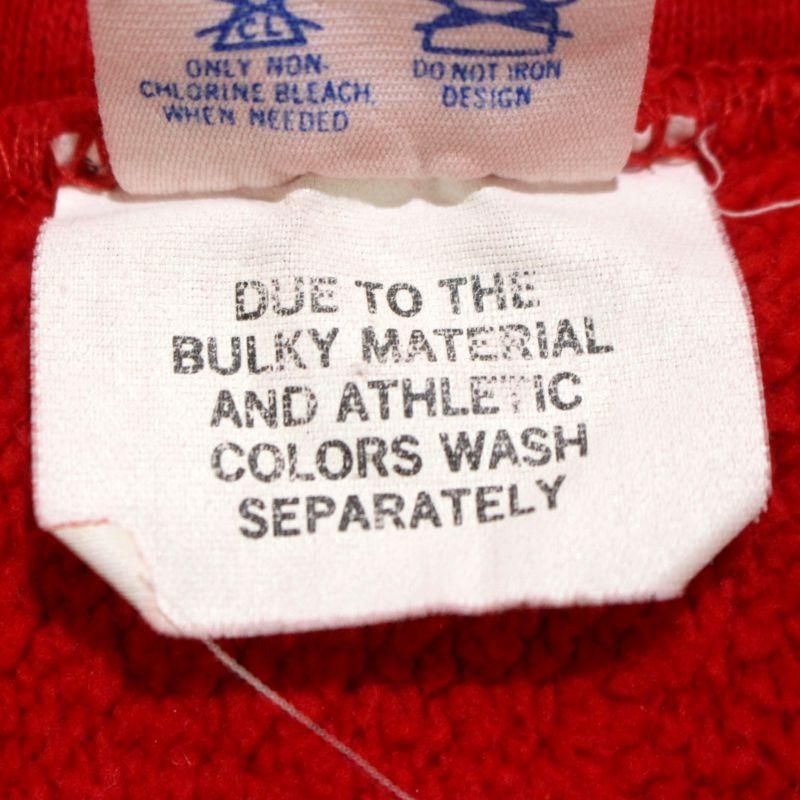 CL
ONLY NON-
CHLORINE BLEACH
WHEN NEEDED
DO NOT IRON
DESIGN
DUE TO THE
BULKY MATERIAL
AND ATHLETIC
COLORS WASH
SEPARATELY